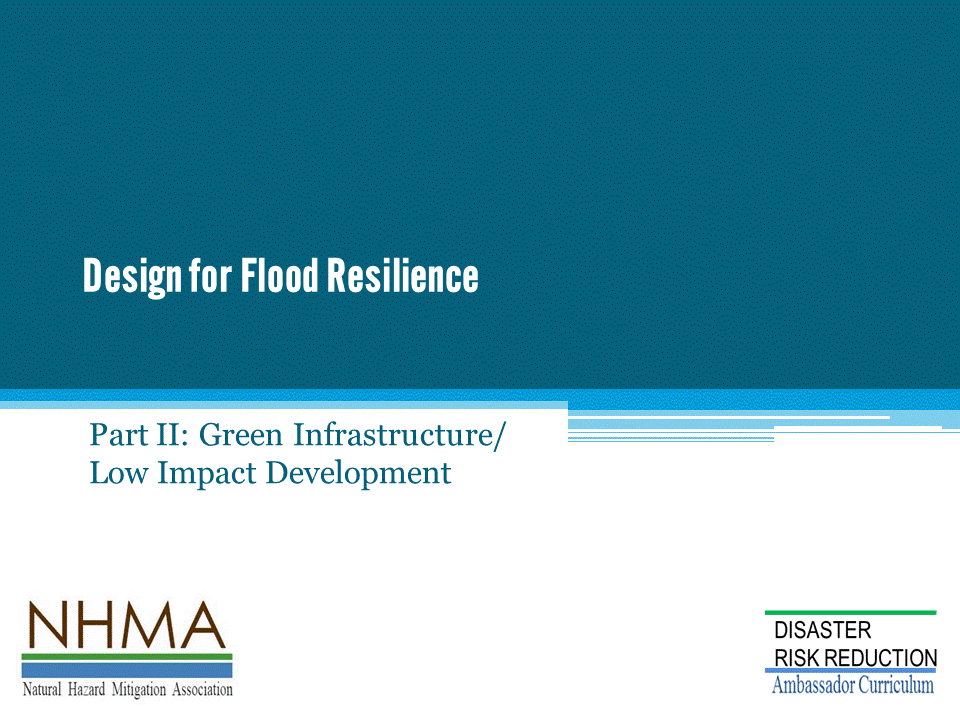 Design for Flood Resilience
Part II: Green Infrastructure/
Low Impact Development
NHMA
Natural Hazard Mitigation Association
DISASTER
RISK REDUCTION
Ambassador Curriculum